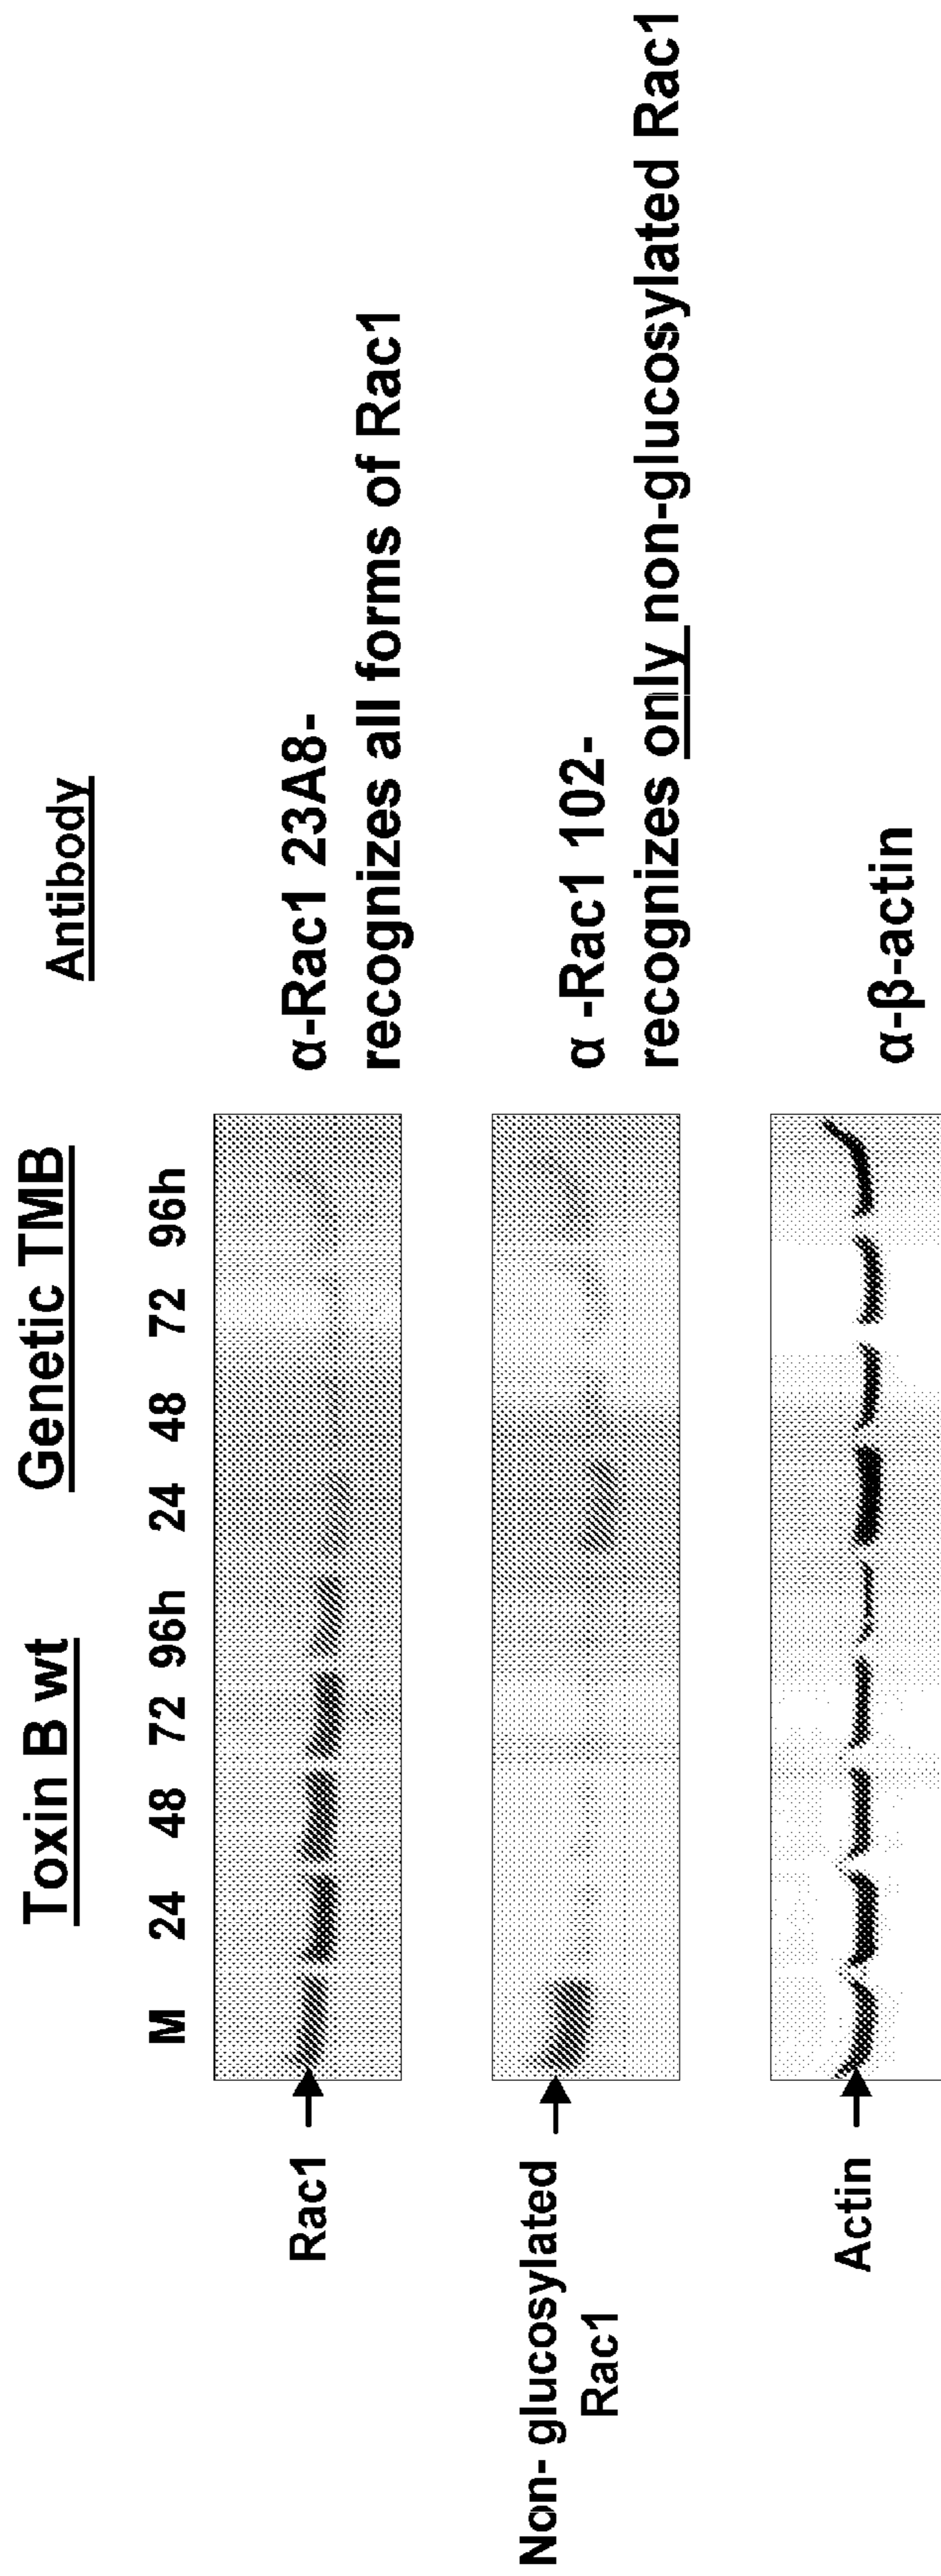 Toxin B wt Genetic TMB
M 24 48 72 96h 24 48 72 96h Antibody
Rac1 α-Rac1 23A8-
recognizes all forms of Rac1
Non- glucosylated
Rac1
α -Rac1 102-
recognizes only non-glucosylated Rac1
Actin α-β-actin